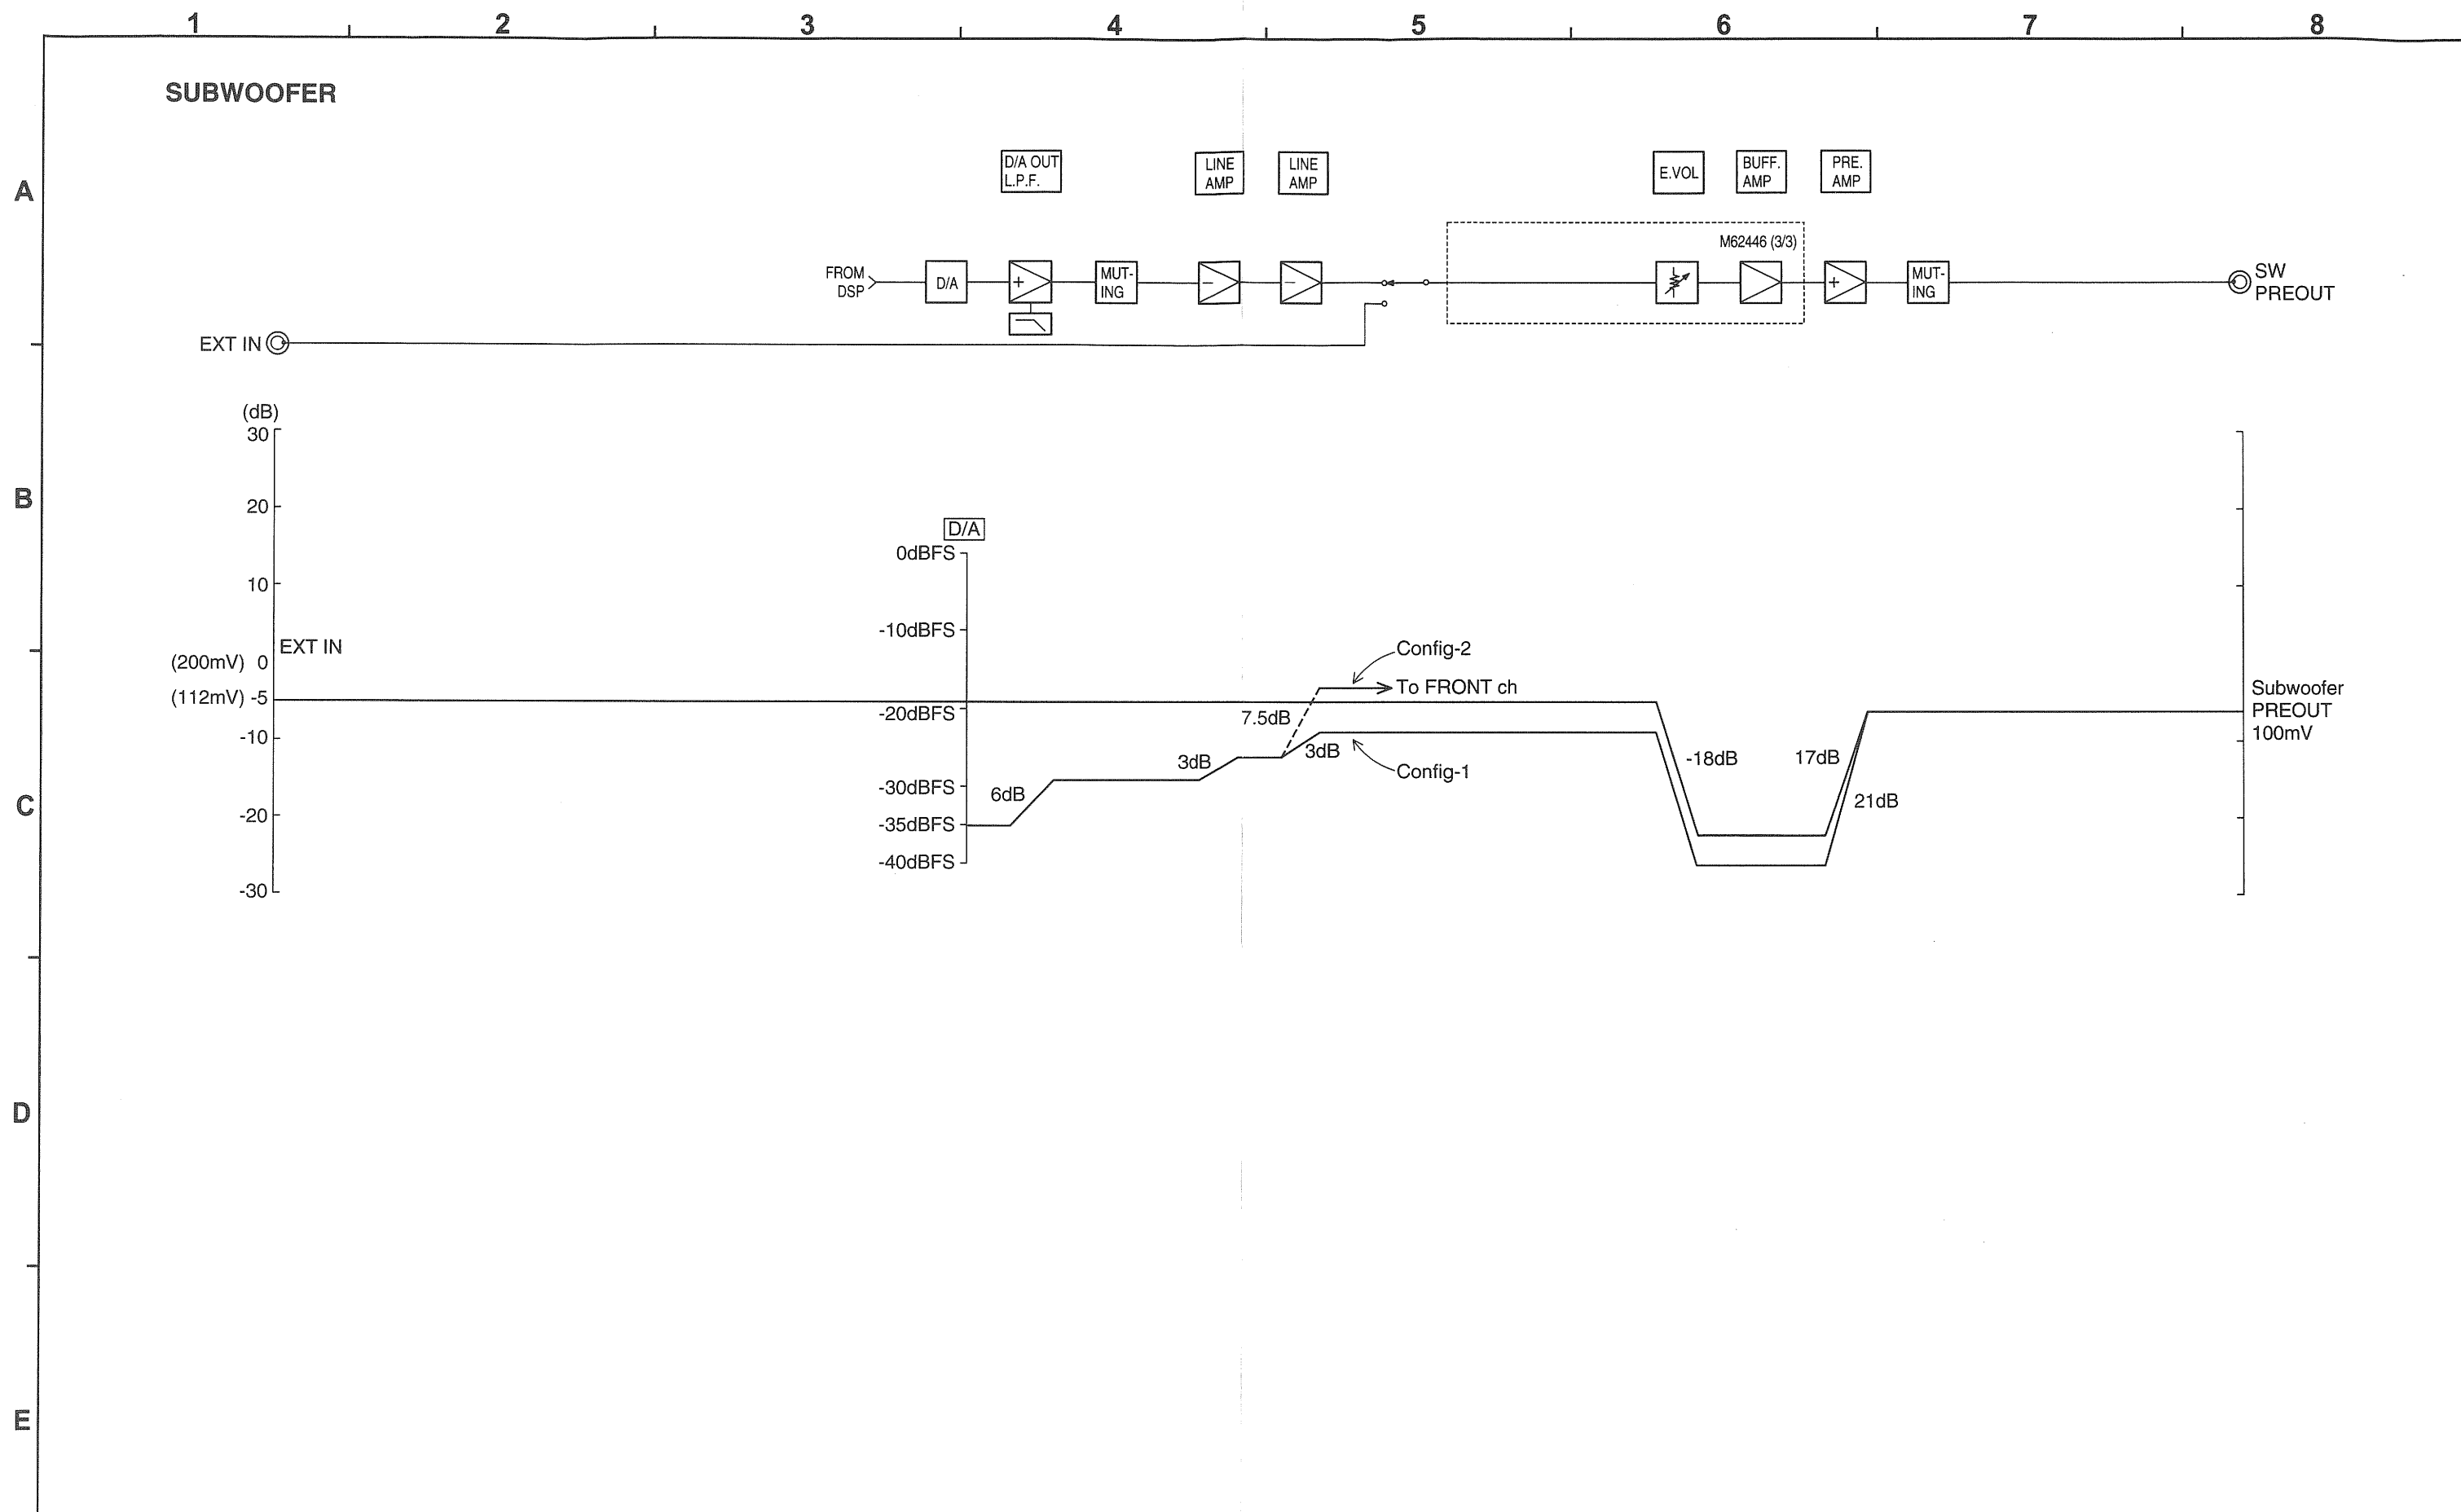 1 2 3 4 5 6 7 8
SUBWOOFER
A
D/A OUT
L.P.F.
LINE
AMP
LINE
AMP
E.VOL
BUFF.
AMP
PRE.
AMP
M62446 (3/3)
FROM
DSP
D/A
+
MUT-
ING
−
−
+
MUT-
ING
SW
PREOUT
EXT IN
B
(dB)
30
20
10
EXT IN
(200mV) 0
(112mV) -5
-10
-20
-30
D/A
0dBFS
-10dBFS
-20dBFS
-30dBFS
-35dBFS
-40dBFS
Config-2
To FRONT ch
7.5dB
3dB
3dB
Config-1
6dB
-18dB
17dB
21dB
Subwoofer
PREOUT
100mV
C
D
E